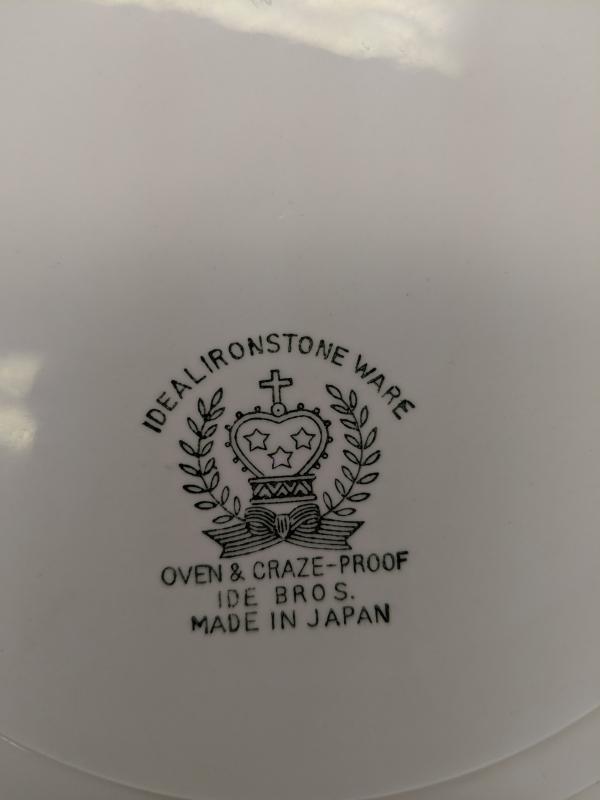 IDEAL IRONSTONE WARE
OVEN & CRAZE-PROOF
IDE BROS.
MADE IN JAPAN